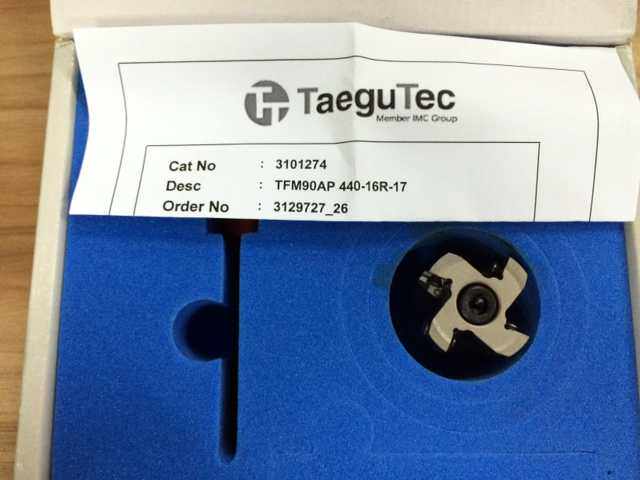 TaeguTec
Member IMC Group
Cat No : 3101274
Desc : TFM90AP 440-16R-17
Order No : 3129727_26